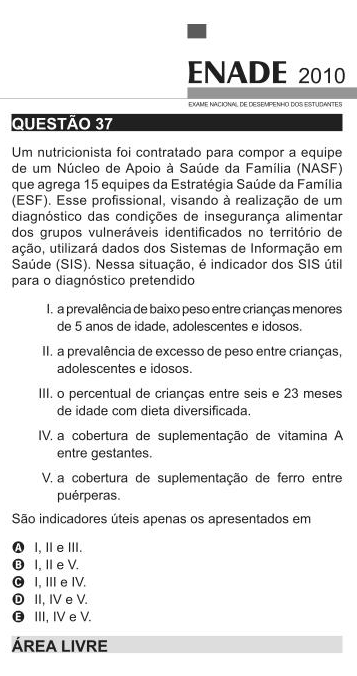 ENADE 2010
EXAME NACIONAL DE DESEMPENHO DOS ESTUDANTES
QUESTÃO 37
Um nutricionista foi contratado para compor a equipe
de um Núcleo de Apoio à Saúde da Família (NASF)
que agrega 15 equipes da Estratégia Saúde da Família
(ESF). Esse profissional, visando à realização de um
diagnóstico das condições de insegurança alimentar
dos grupos vulneráveis identificados no território de
ação, utilizará dados dos Sistemas de Informação em
Saúde (SIS). Nessa situação, é indicador dos SIS útil
para o diagnóstico pretendido
I. a prevalência de baixo peso entre crianças menores
de 5 anos de idade, adolescentes e idosos.
II. a prevalência de excesso de peso entre crianças,
adolescentes e idosos.
III. o percentual de crianças entre seis e 23 meses
de idade com dieta diversificada.
IV. a cobertura de suplementação de vitamina A
entre gestantes.
V. a cobertura de suplementação de ferro entre
puérperas.
São indicadores úteis apenas os apresentados em
A I, II e III.
B I, II e V.
C I, III e IV.
D II, IV e V.
E III, IV e V.
ÁREA LIVRE